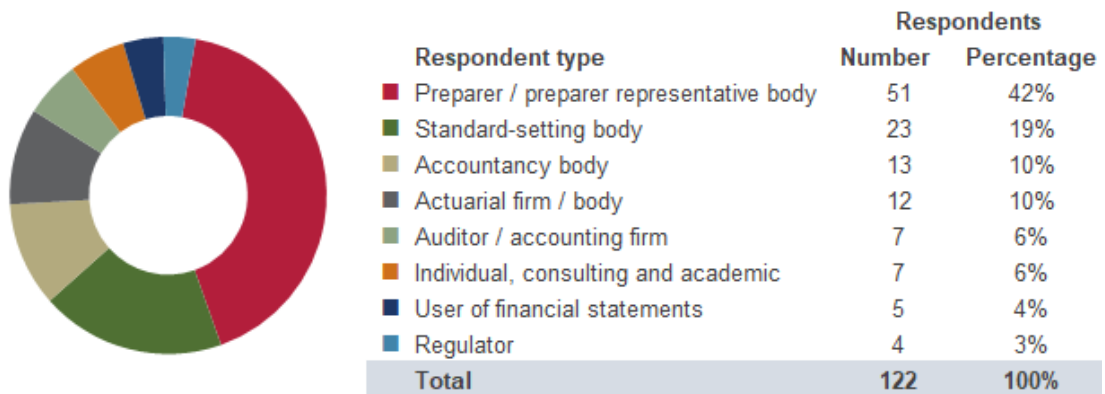 Respondents
Respondent type Number Percentage
Preparer / preparer representative body 51 42%
Standard-setting body 23 19%
Accountancy body 13 10%
Actuarial firm / body 12 10%
Auditor / accounting firm 7 6%
Individual, consulting and academic 7 6%
User of financial statements 5 4%
Regulator 4 3%
Total 122 100%